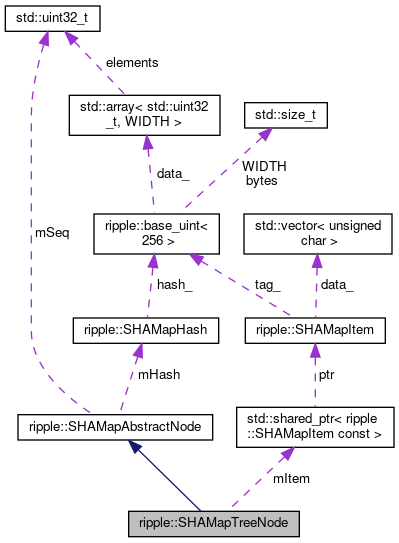 std::uint32_t
elements
std::array< std::uint32
_t, WIDTH >
std::size_t
WIDTH
bytes
data_
mSeq
ripple::base_uint<
256 >
std::vector< unsigned
char >
hash_
tag_
data_
ripple::SHAMapHash
ripple::SHAMapItem
mHash
ptr
ripple::SHAMapAbstractNode
std::shared_ptr< ripple
::SHAMapItem const >
mItem
ripple::SHAMapTreeNode